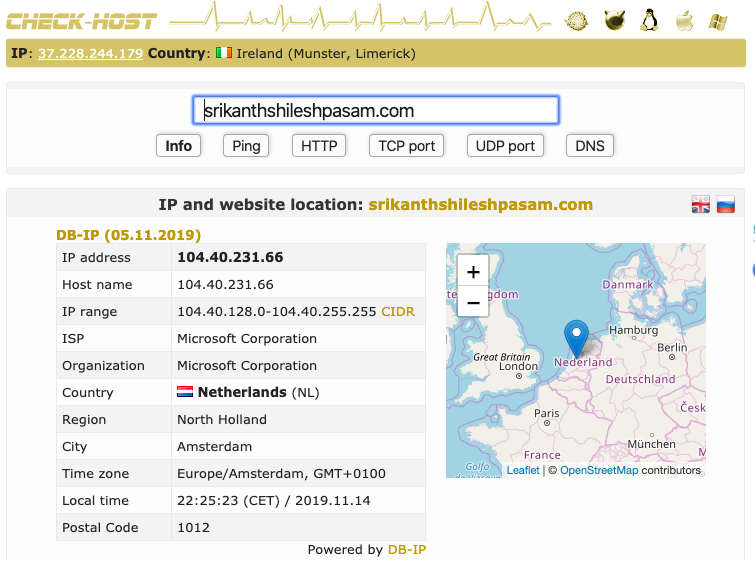 CHECK-HOST
IP: 37.228.244.179 Country: Ireland (Munster, Limerick)
srikanthshileshpasam.com
Info Ping HTTP TCP port UDP port DNS
IP and website location: srikanthshileshpasam.com
DB-IP (05.11.2019)
IP address 104.40.231.66
Host name 104.40.231.66
IP range 104.40.128.0-104.40.255.255 CIDR
ISP Microsoft Corporation
Organization Microsoft Corporation
Country Netherlands (NL)
Region North Holland
City Amsterdam
Time zone Europe/Amsterdam, GMT+0100
Local time 22:25:23 (CET) / 2019.11.14
Postal Code 1012
Powered by DB-IP
+
−
Danmark
Hamburg
Berlin
Great Britain
London
Nederland
Deutschland
Paris
Česk
München
France
Golfo
Leaflet | © OpenStreetMap contributors